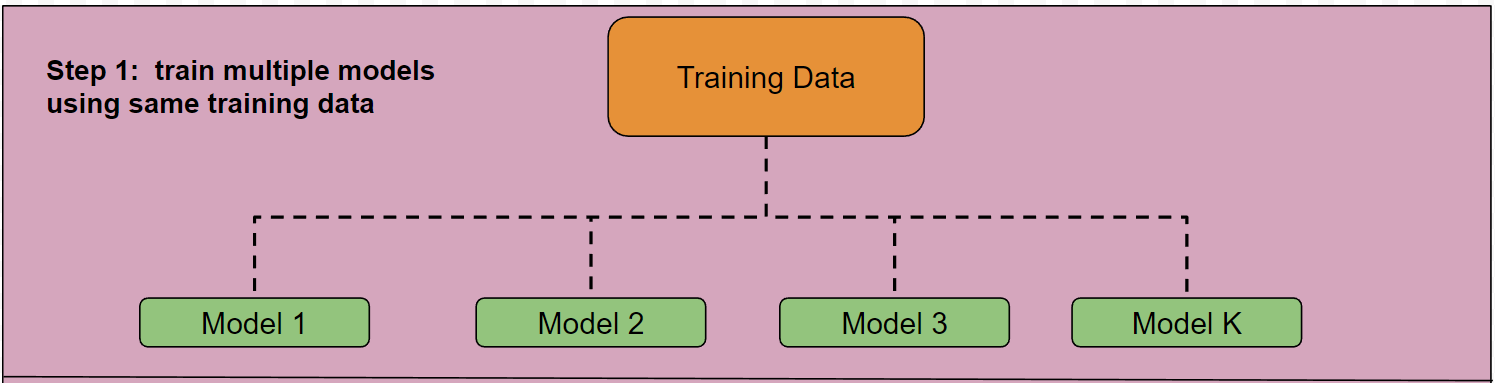 Step 1:  train multiple models
using same training data
Training Data
Model 1
Model 2
Model 3
Model K